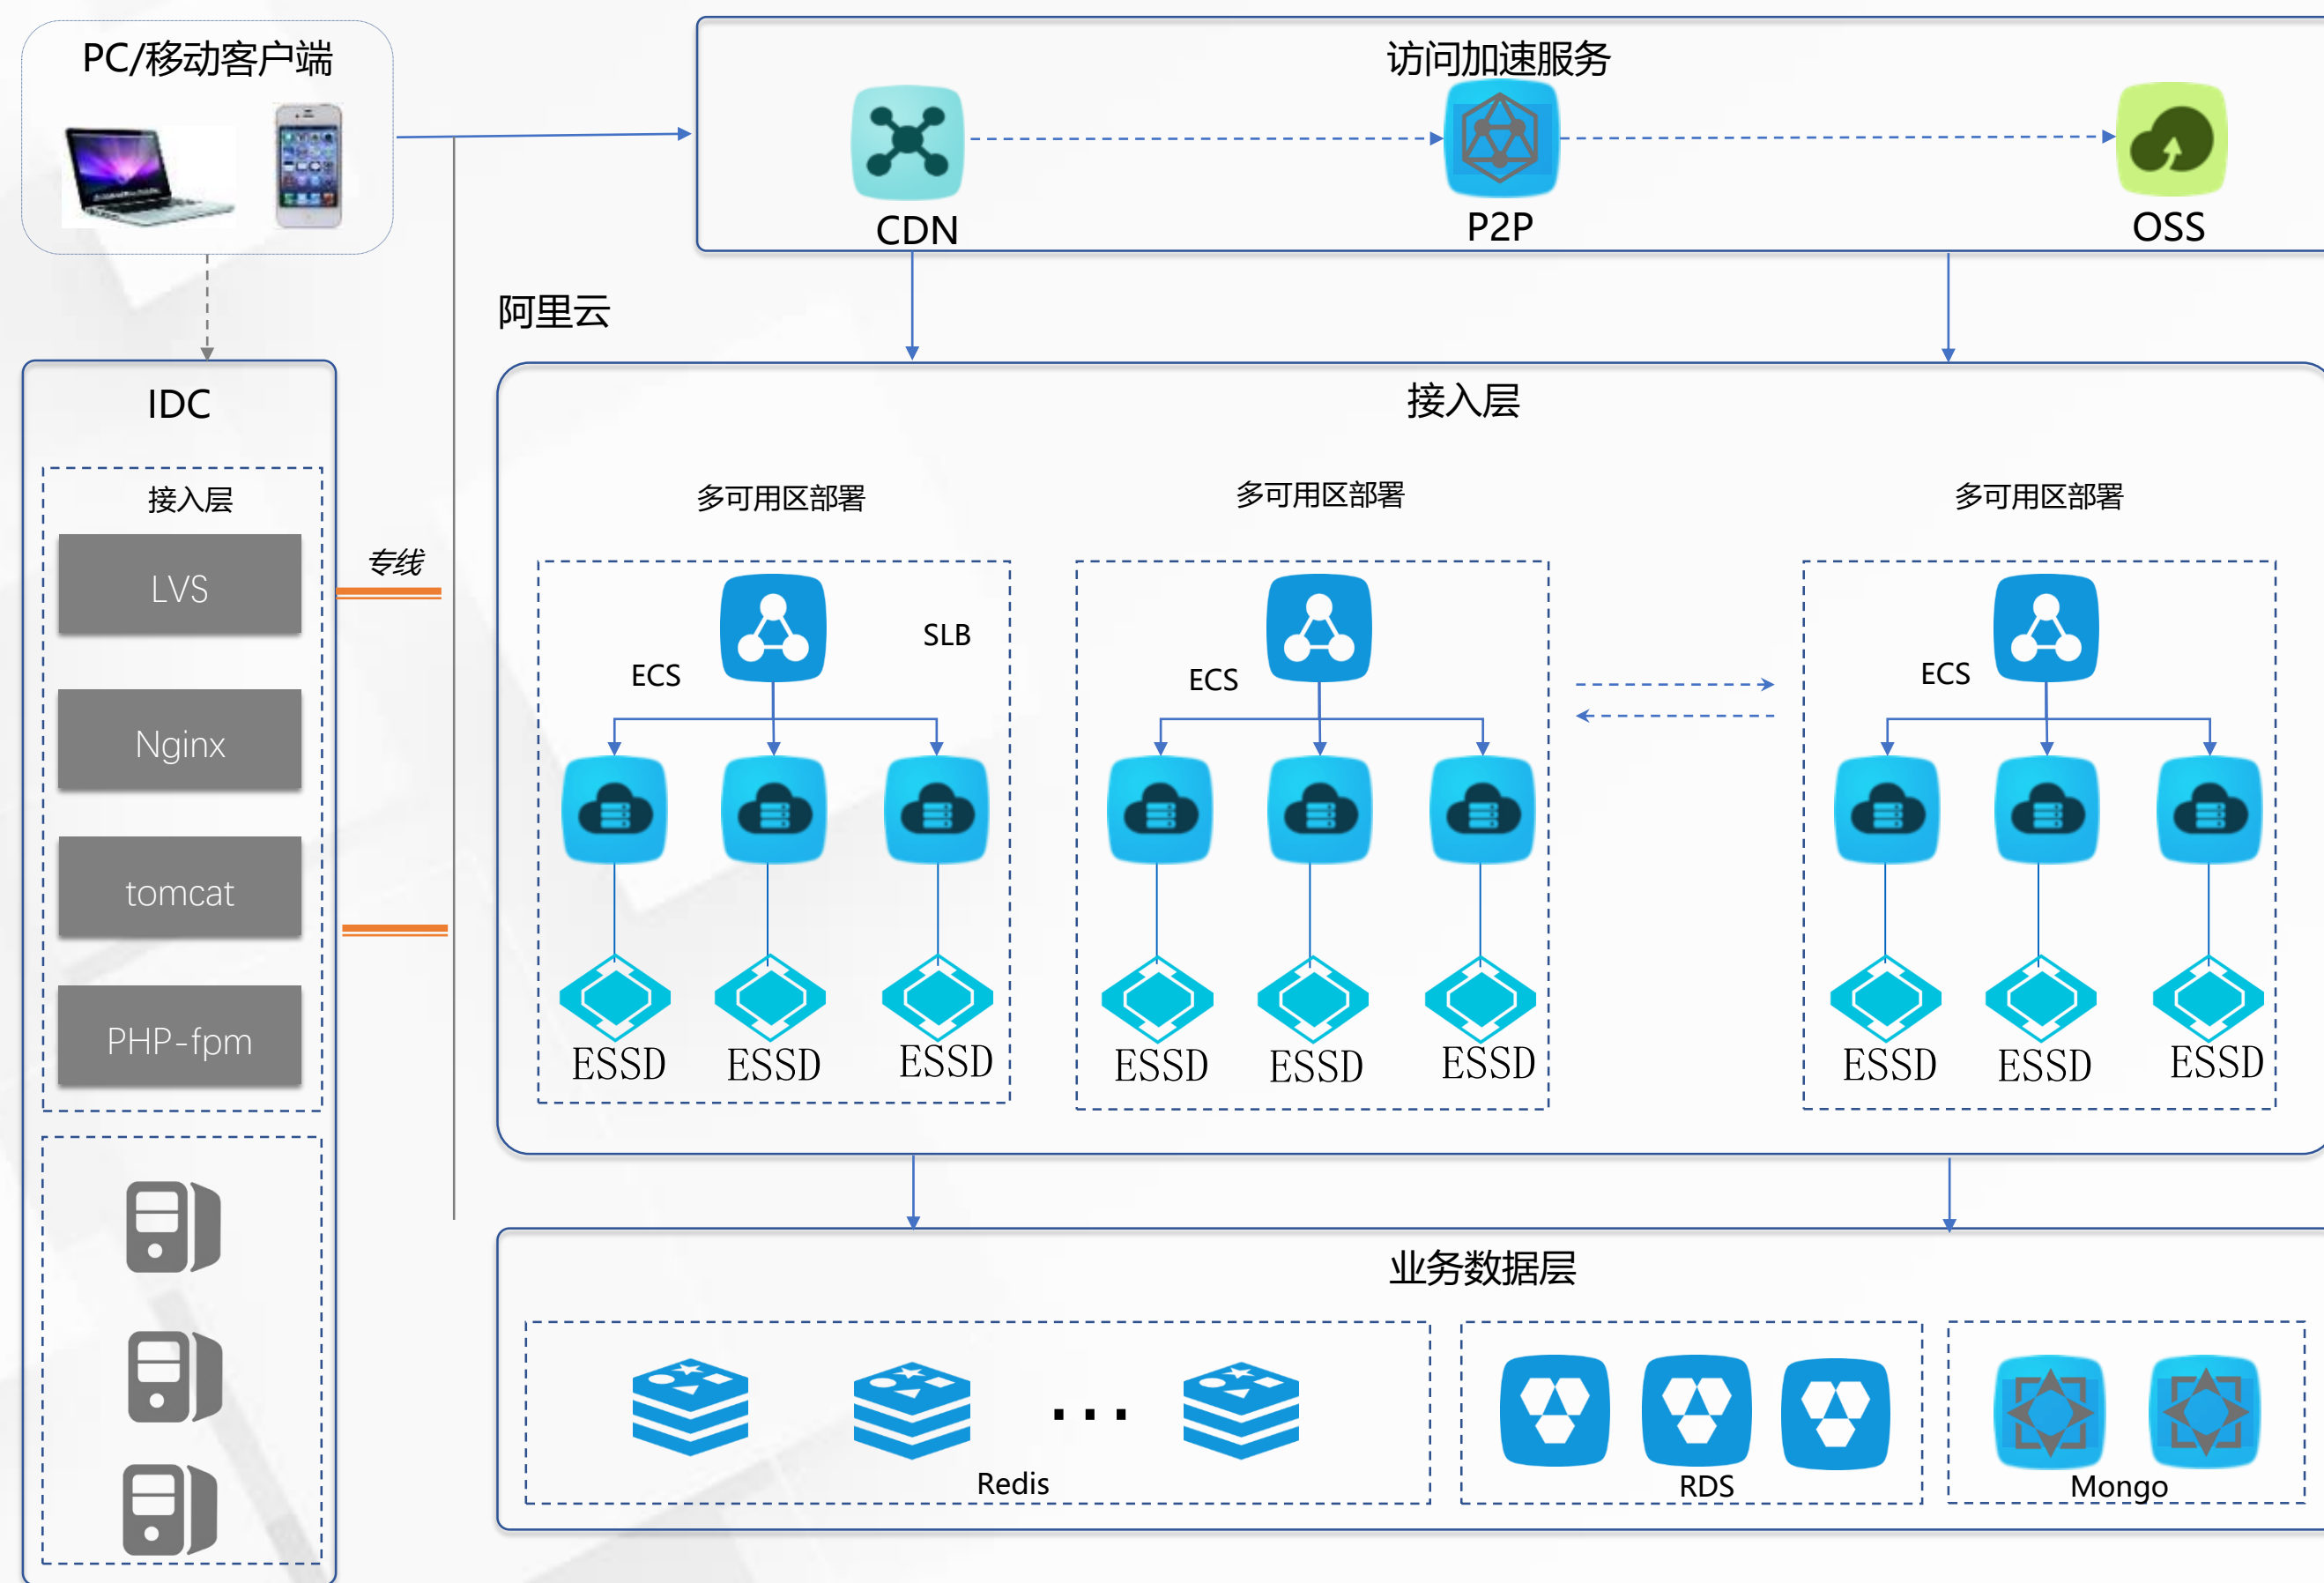 PC/移动客户端
访问加速服务
CDN
P2P
OSS
阿里云
IDC
接入层
LVS
Nginx
tomcat
PHP-fpm
专线
接入层
多可用区部署
多可用区部署
多可用区部署
SLB
ECS
ECS
ECS
ESSD
ESSD
ESSD
ESSD
ESSD
ESSD
ESSD
ESSD
ESSD
业务数据层
...
Redis
RDS
Mongo